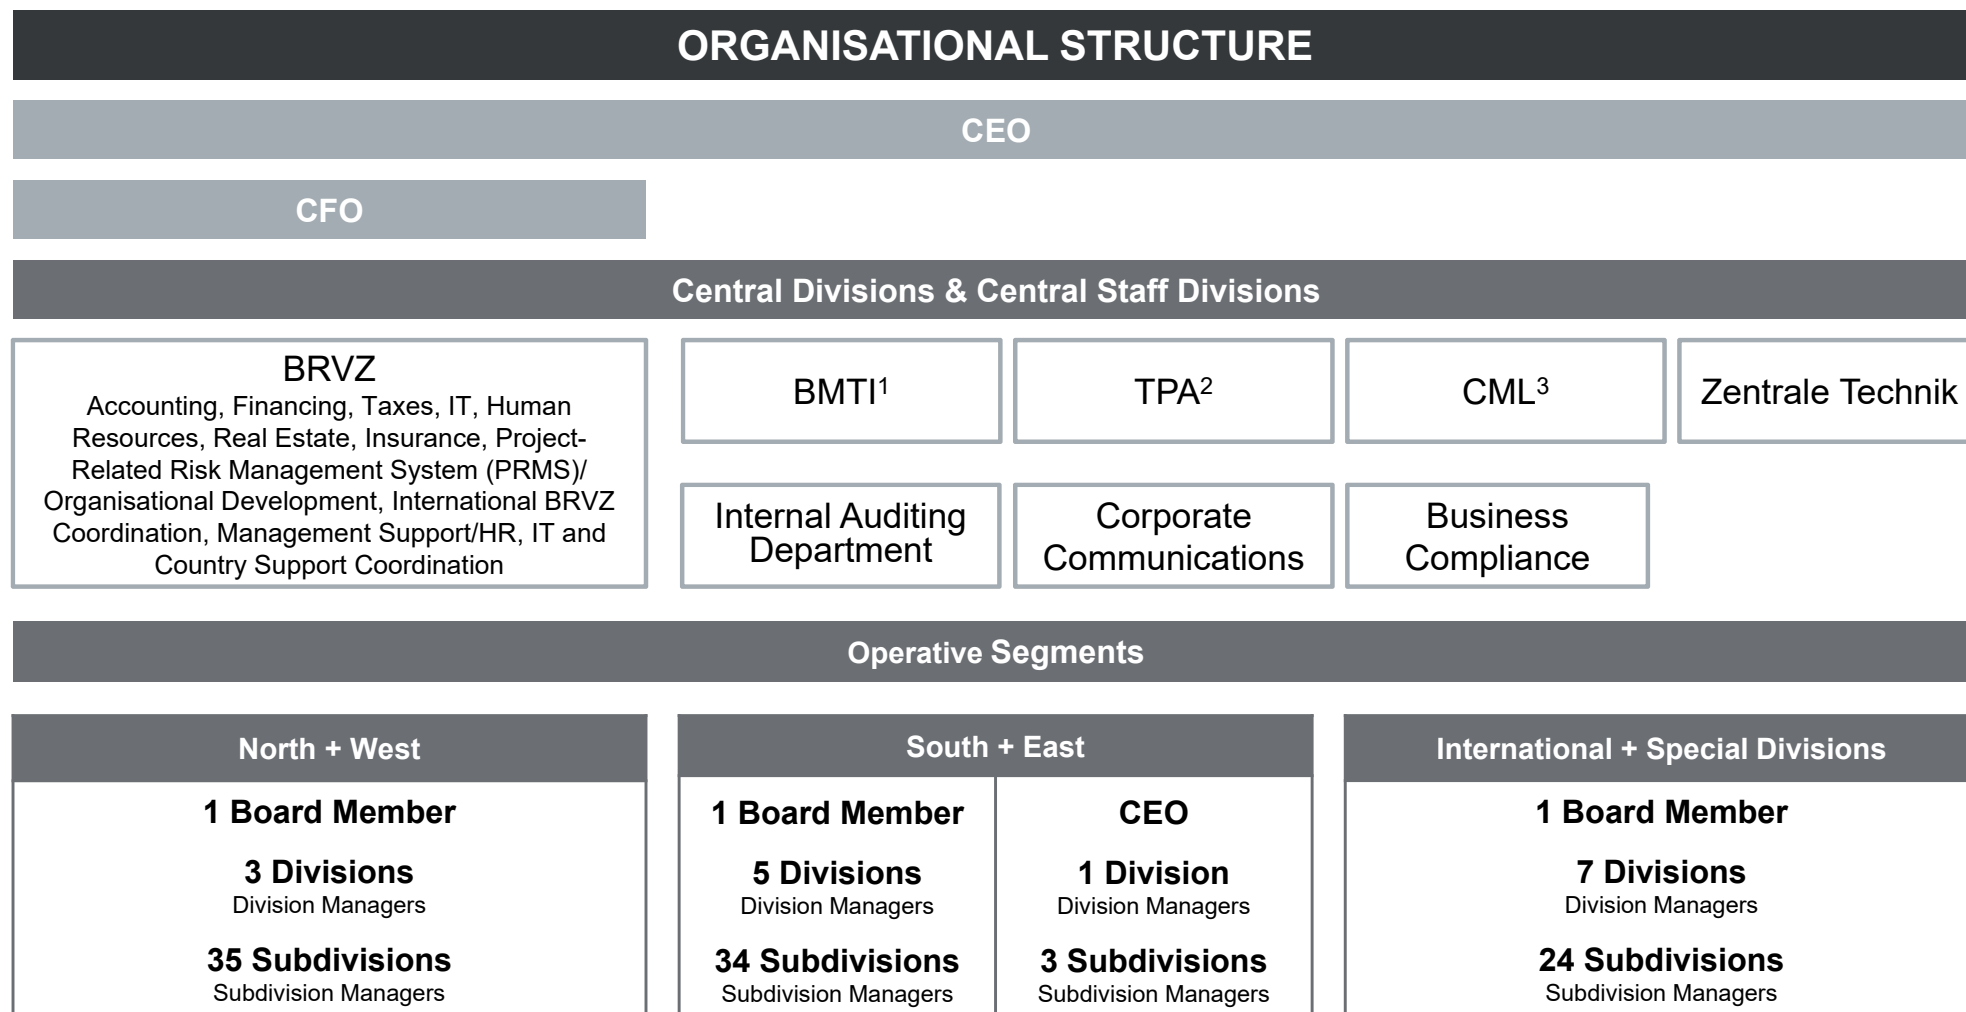 ORGANISATIONAL STRUCTURE
CEO
CFO
Central Divisions & Central Staff Divisions
BRVZ
Accounting, Financing, Taxes, IT, Human
Resources, Real Estate, Insurance, Project-
Related Risk Management System (PRMS)/
Organisational Development, International BRVZ
Coordination, Management Support/HR, IT and
Country Support Coordination
BMTI¹
TPA²
CML³
Zentrale Technik
Internal Auditing
Department
Corporate
Communications
Business
Compliance
Operative Segments
North + West
1 Board Member
3 Divisions
Division Managers
35 Subdivisions
Subdivision Managers
South + East
1 Board Member
5 Divisions
Division Managers
34 Subdivisions
Subdivision Managers
CEO
1 Division
Division Managers
3 Subdivisions
Subdivision Managers
International + Special Divisions
1 Board Member
7 Divisions
Division Managers
24 Subdivisions
Subdivision Managers